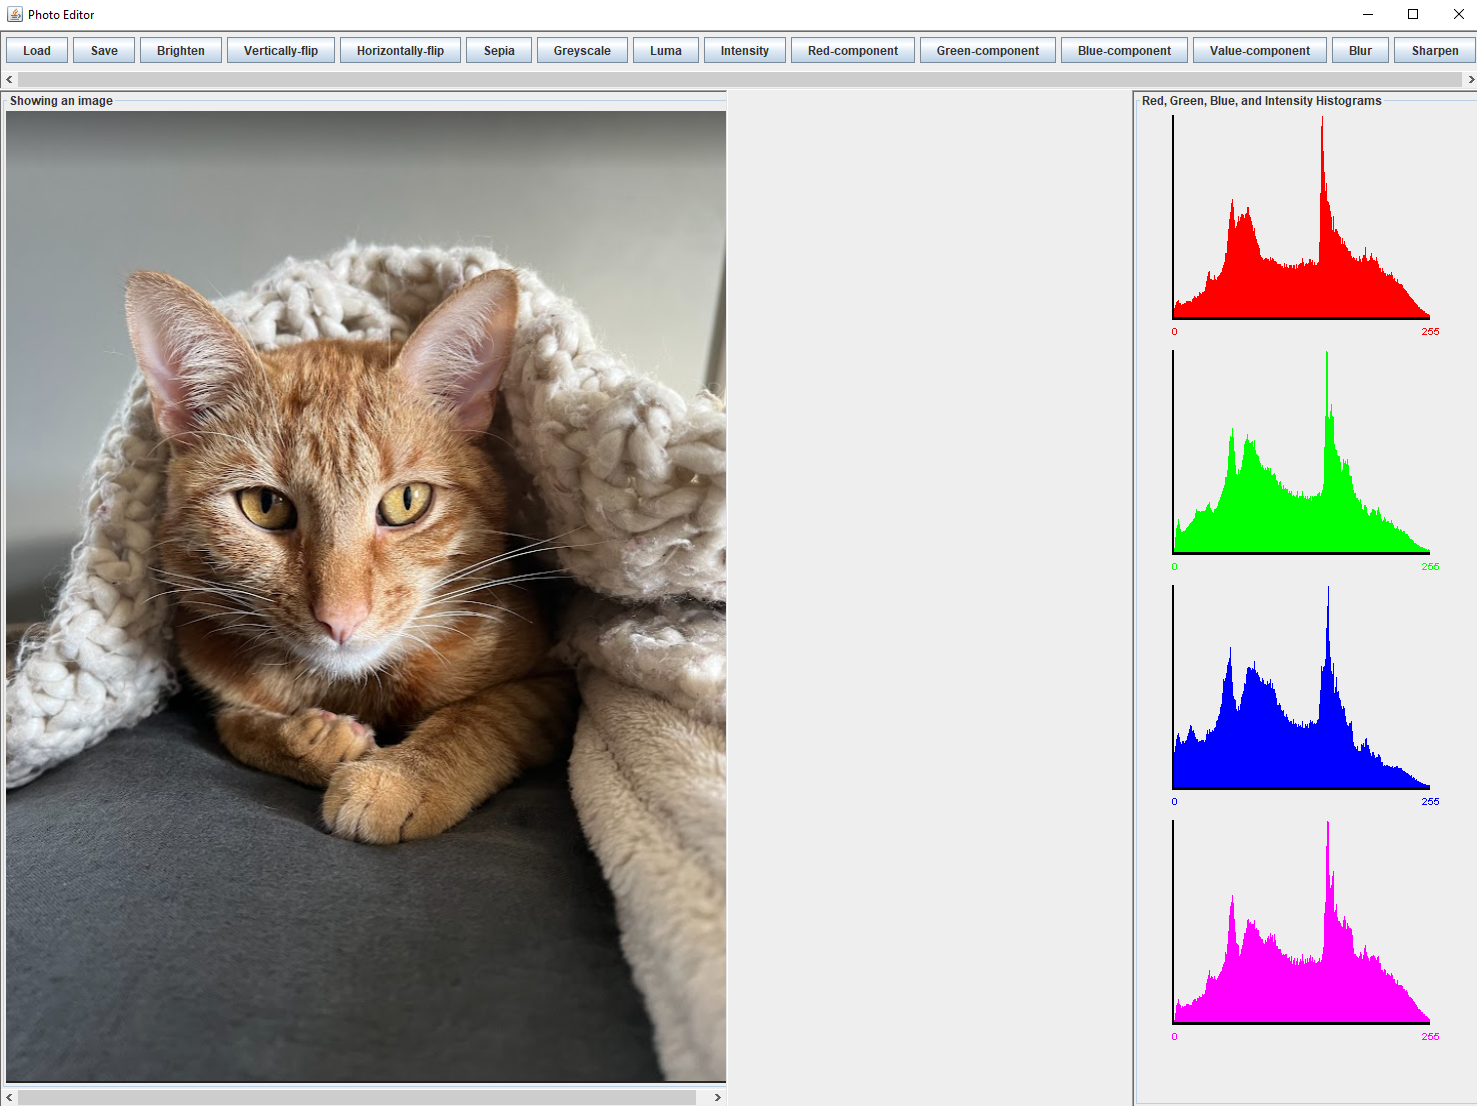 Photo Editor
Load Save Brighten Vertically-flip Horizontally-flip Sepia Greyscale Luma Intensity Red-component Green-component Blue-component Value-component Blur Sharpen
Showing an image
Red, Green, Blue, and Intensity Histograms
0 255
0 255
0 255
0 255